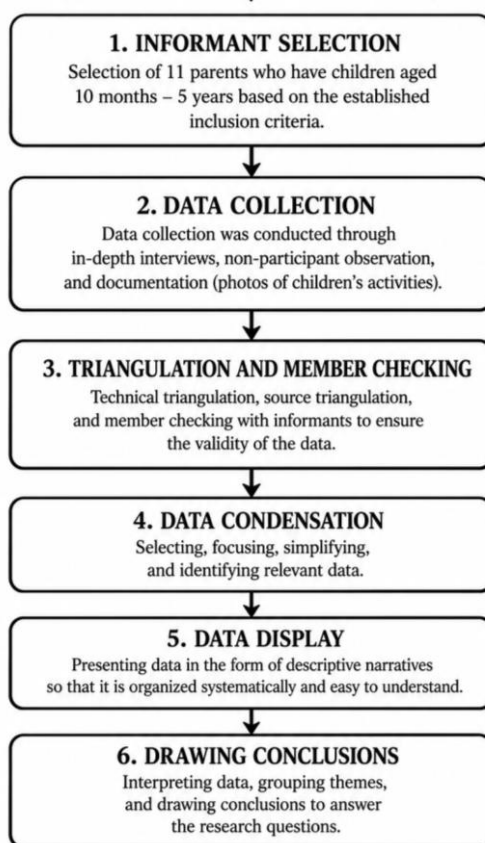 1. INFORMANT SELECTION
Selection of 11 parents who have children aged
10 months – 5 years based on the established
inclusion criteria.
2. DATA COLLECTION
Data collection was conducted through
in-depth interviews, non-participant observation,
and documentation (photos of children's activities).
3. TRIANGULATION AND MEMBER CHECKING
Technical triangulation, source triangulation,
and member checking with informants to ensure
the validity of the data.
4. DATA CONDENSATION
Selecting, focusing, simplifying,
and identifying relevant data.
5. DATA DISPLAY
Presenting data in the form of descriptive narratives
so that it is organized systematically and easy to understand.
6. DRAWING CONCLUSIONS
Interpreting data, grouping themes,
and drawing conclusions to answer
the research questions.